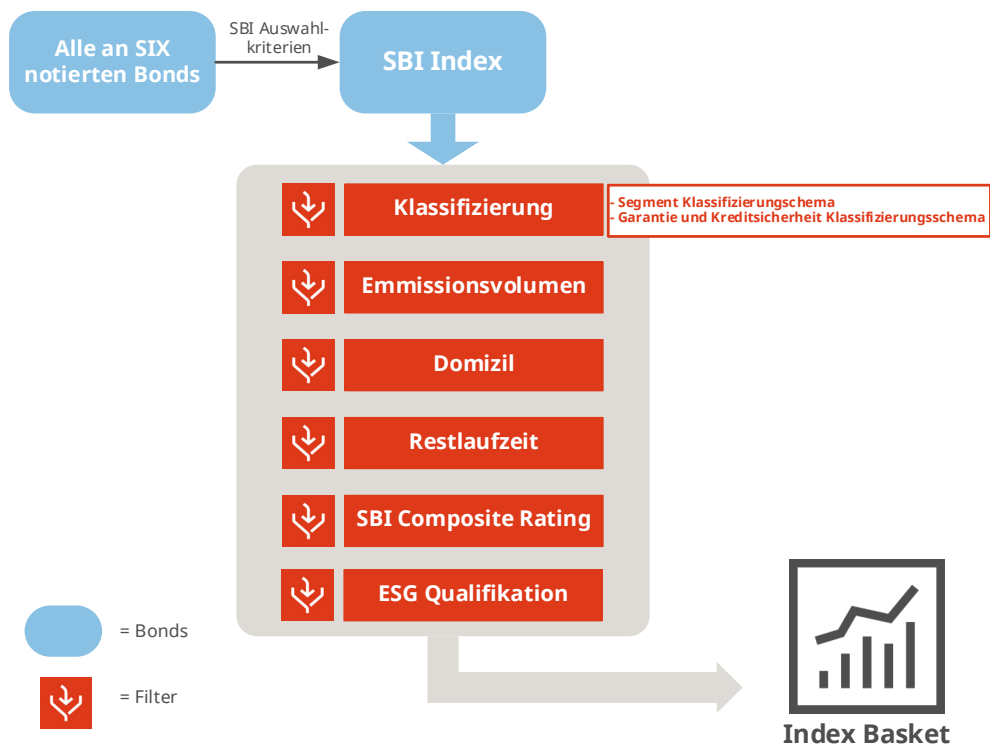 Alle an SIX
notierten Bonds
SBI Auswahl-
kriterien
SBI Index
Klassifizierung
- Segment Klassifizierungschema
- Garantie und Kreditsicherheit Klassifizierungsschema
Emmissionsvolumen
Domizil
Restlaufzeit
SBI Composite Rating
ESG Qualifikation
= Bonds
= Filter
Index Basket